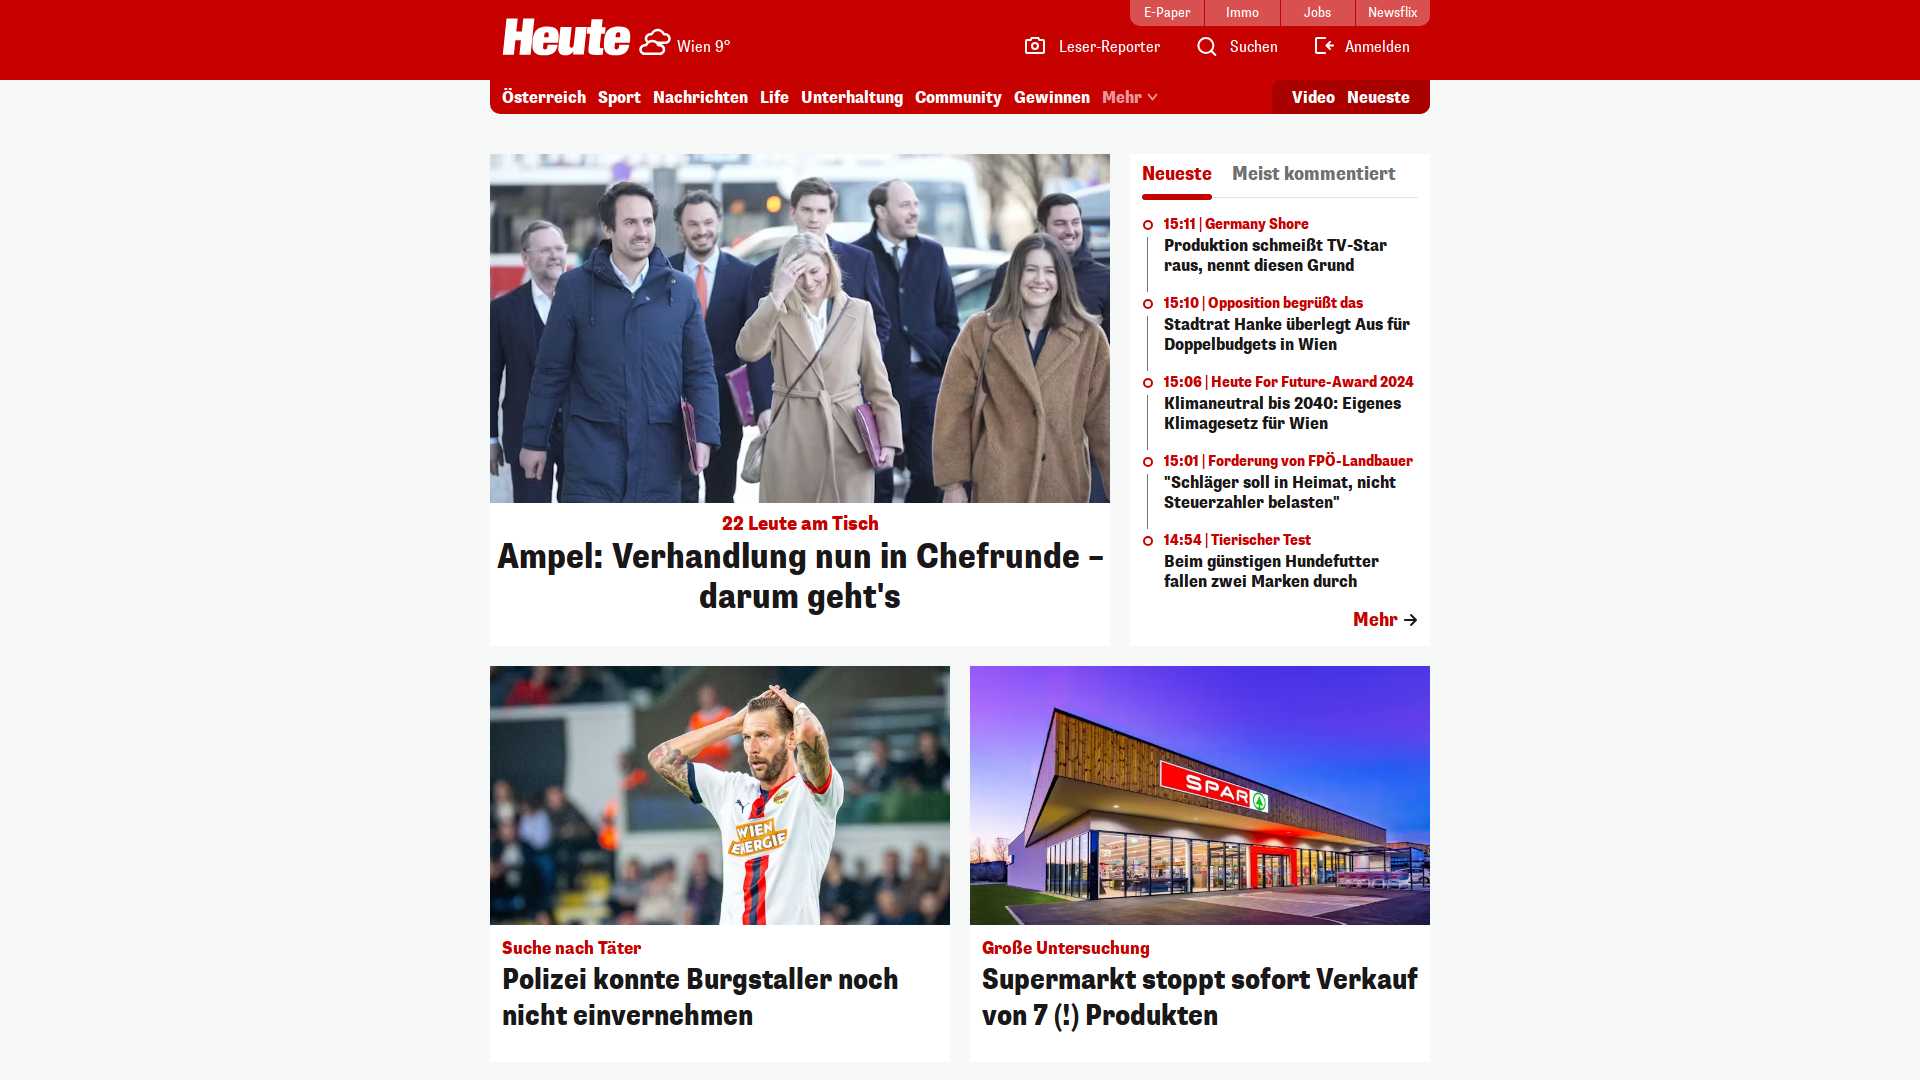 E-Paper
Immo
Jobs
Newsflix
Heute
Wien 9°
Leser-Reporter
Suchen
Anmelden
Österreich
Sport
Nachrichten
Life
Unterhaltung
Community
Gewinnen
Mehr
Video
Neueste
22 Leute am Tisch
Ampel: Verhandlung nun in Chefrunde –
darum geht's
Neueste
Meist kommentiert
15:11 | Germany Shore
Produktion schmeißt TV-Star
raus, nennt diesen Grund
15:10 | Opposition begrüßt das
Stadtrat Hanke überlegt Aus für
Doppelbudgets in Wien
15:06 | Heute For Future-Award 2024
Klimaneutral bis 2040: Eigenes
Klimagesetz für Wien
15:01 | Forderung von FPÖ-Landbauer
"Schläger soll in Heimat, nicht
Steuerzahler belasten"
14:54 | Tierischer Test
Beim günstigen Hundefutter
fallen zwei Marken durch
Mehr
WIEN
ENERGIE
Suche nach Täter
Polizei konnte Burgstaller noch
nicht einvernehmen
SPAR
Große Untersuchung
Supermarkt stoppt sofort Verkauf
von 7 (!) Produkten